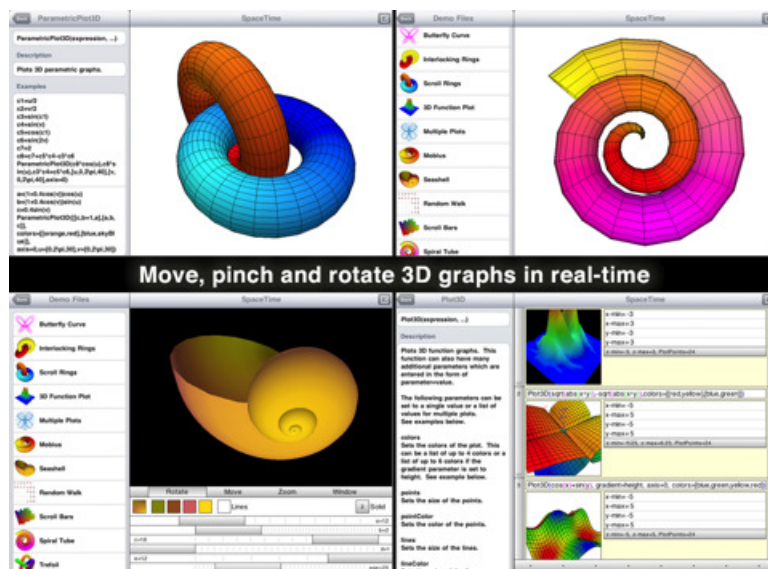 ParametricPlot3D
SpaceTime
ParametricPlot3D(expression, ...)
Description
Plots 3D parametric graphs.
Examples
Demo Files
SpaceTime
Butterfly Curve
Interlocking Rings
Scroll Rings
3D Function Plot
Multiple Plots
Mobius
Seashell
Random Walk
Scroll Bars
Spiral Tube
Move, pinch and rotate 3D graphs in real-time
Demo Files
SpaceTime
Butterfly Curve
Interlocking Rings
Scroll Rings
3D Function Plot
Multiple Plots
Mobius
Seashell
Random Walk
Scroll Bars
Spiral Tube
Trefoil
Rotate Move Zoom Window
Lines
Solid
Plot3D
SpaceTime
Plot3D(expression, ...)
Description
Plots 3D function graphs. This
function can also have many
additional parameters which are
entered in the form of
parameter=value.
The following parameters can be
set to a single value or a list of
values for multiple plots.
See examples below.
colors
Sets the colors of the plot. This
can be a list of up to 4 colors or a
list of up to 6 colors if the
gradient parameter is set to
height. See example below.
points
Sets the size of the points.
pointColor
Sets the color of the points.
lines
Sets the size of the lines.
lineColor
x-min= -3
x-max= 3
y-min= -3
y-max= 3
x-min= -5
x-max= 5
y-min= -5
y-max= 5
x-min= -5
x-max= 5
y-min= -5
y-max= 5